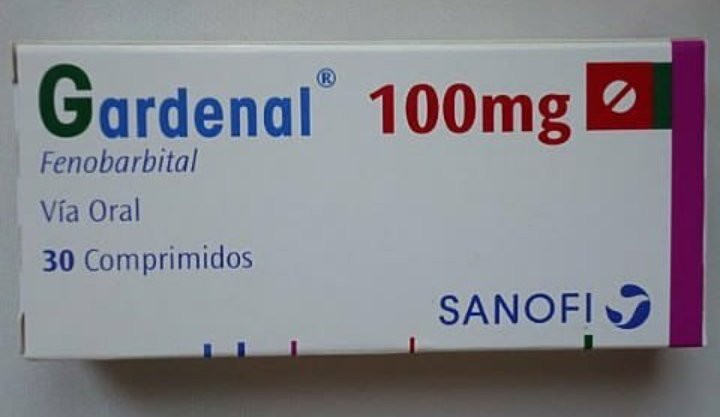 Gardenal® 100mg
Fenobarbital
Vía Oral
30 Comprimidos
SANOFI